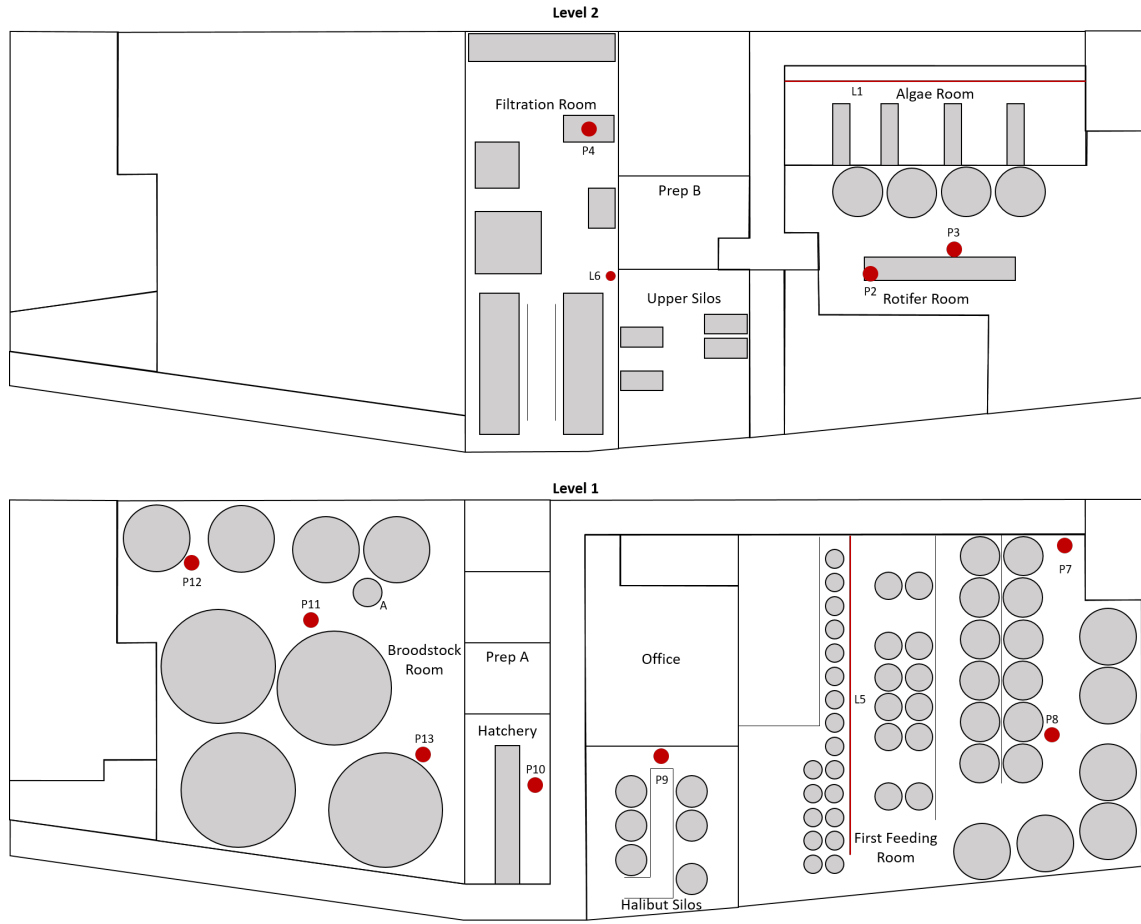 Level 2
L1
Algae Room
Filtration Room
P4
Prep B
P3
L6
P2
Upper Silos
Rotifer Room
Level 1
P7
P12
A
P11
Broodstock
Room
Prep A
Office
L5
P8
Hatchery
P13
P10
P9
First Feeding
Room
Halibut Silos